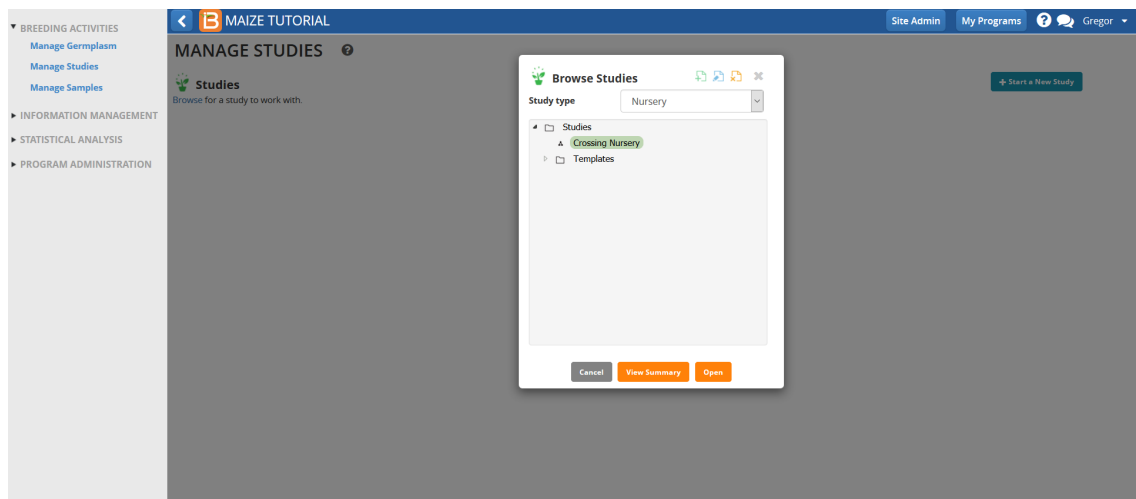 BREEDING ACTIVITIES
Manage Germplasm
Manage Studies
Manage Samples
INFORMATION MANAGEMENT
STATISTICAL ANALYSIS
PROGRAM ADMINISTRATION
MAIZE TUTORIAL
Site Admin
My Programs
Gregor
MANAGE STUDIES
Studies
Browse for a study to work with.
+ Start a New Study
Browse Studies
Study type
Nursery
Studies
Crossing Nursery
Templates
Cancel
View Summary
Open